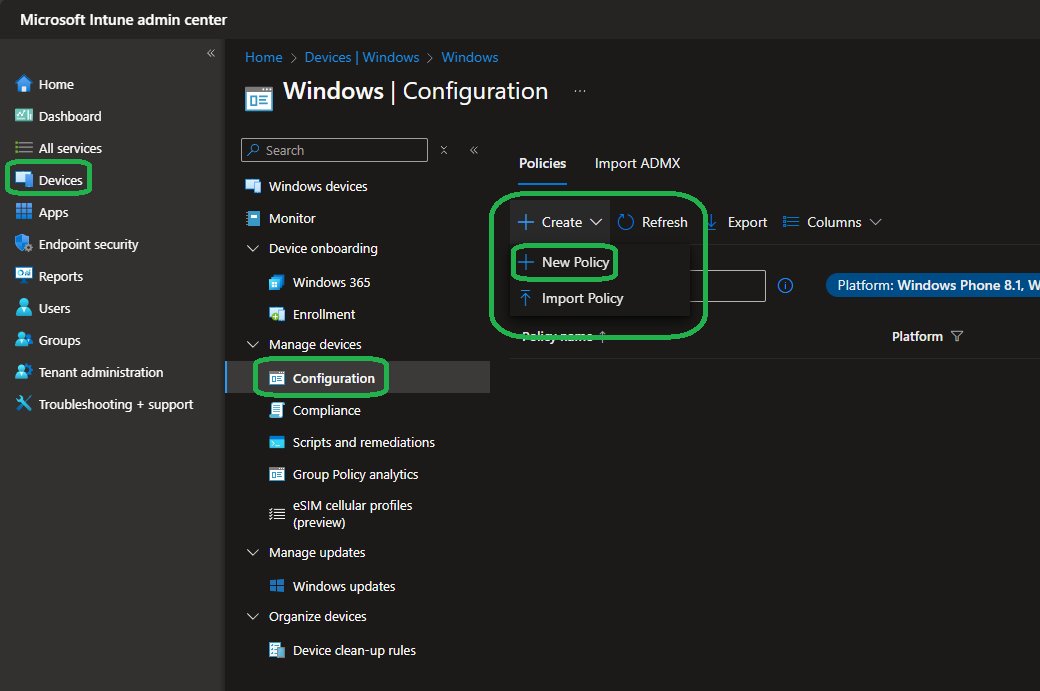 Microsoft Intune admin center
Home
Dashboard
All services
Devices
Apps
Endpoint security
Reports
Users
Groups
Tenant administration
Troubleshooting + support
Home > Devices | Windows > Windows
Windows | Configuration
Search
Windows devices
Monitor
Device onboarding
Windows 365
Enrollment
Manage devices
Configuration
Compliance
Scripts and remediations
Group Policy analytics
eSIM cellular profiles
(preview)
Manage updates
Windows updates
Organize devices
Device clean-up rules
Policies Import ADMX
Create Refresh Export Columns
New Policy
Import Policy
Platform: Windows Phone 8.1, W
Policy name ↑ Platform